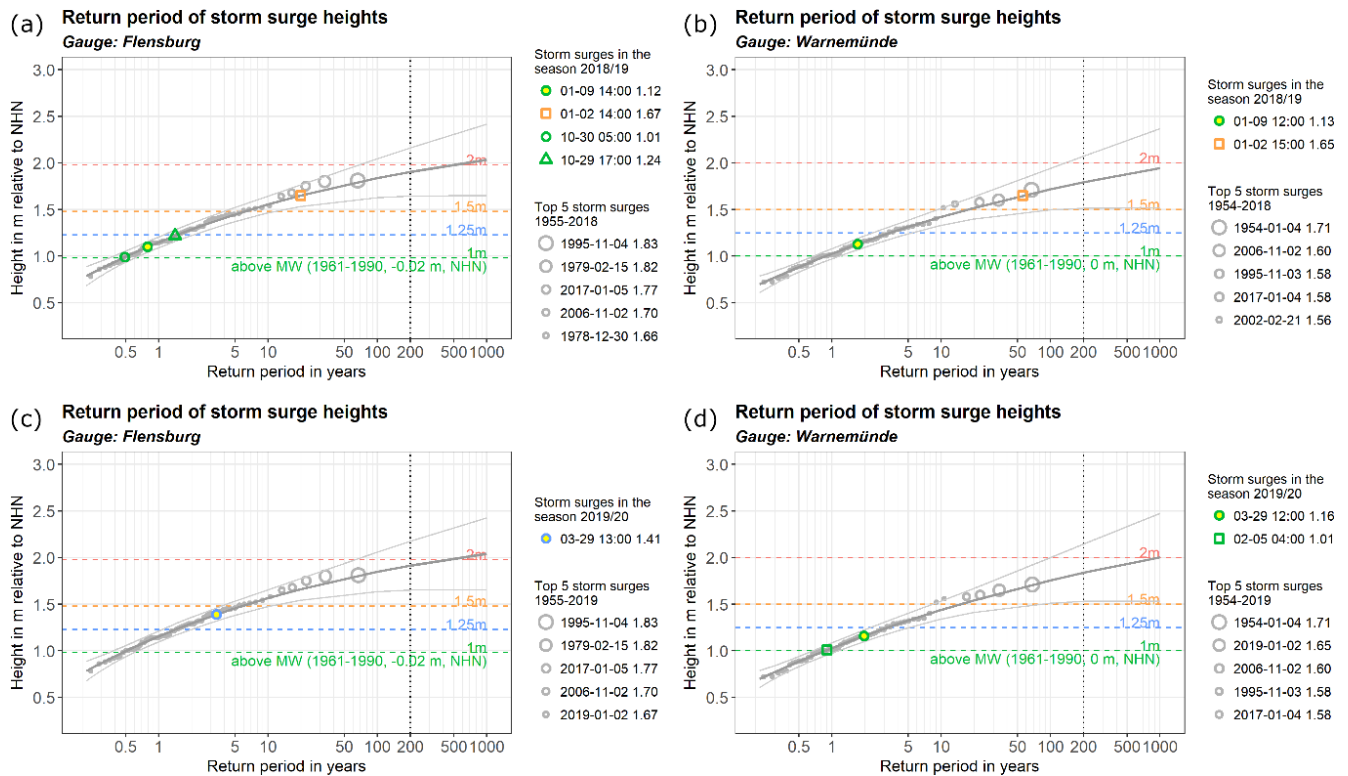 (a)
Return period of storm surge heights
Gauge: Flensburg
Height in m relative to NHN
3.0
2.5
2.0
1.5
1.0
0.5
2m
1.5m
1.25m
1m
above MW (1961-1990, -0.02 m, NHN)
0.5 1 5 10 50 100 200 500 1000
Return period in years
Storm surges in the
season 2018/19
01-09 14:00 1.12
01-02 14:00 1.67
10-30 05:00 1.01
10-29 17:00 1.24
Top 5 storm surges
1955-2018
1995-11-04 1.83
1979-02-15 1.82
2017-01-05 1.77
2006-11-02 1.70
1978-12-30 1.66
(b)
Return period of storm surge heights
Gauge: Warnemünde
Height in m relative to NHN
3.0
2.5
2.0
1.5
1.0
0.5
2m
1.5m
1.25m
1m
above MW (1961-1990, 0 m, NHN)
0.5 1 5 10 50 100 200 500 1000
Return period in years
Storm surges in the
season 2018/19
01-09 12:00 1.13
01-02 15:00 1.65
Top 5 storm surges
1954-2018
1954-01-04 1.71
2006-11-02 1.60
1995-11-03 1.58
2017-01-04 1.58
2002-02-21 1.56
(c)
Return period of storm surge heights
Gauge: Flensburg
Height in m relative to NHN
3.0
2.5
2.0
1.5
1.0
0.5
2m
1.5m
1.25m
1m
above MW (1961-1990, -0.02 m, NHN)
0.5 1 5 10 50 100 200 500 1000
Return period in years
Storm surges in the
season 2019/20
03-29 13:00 1.41
Top 5 storm surges
1955-2019
1995-11-04 1.83
1979-02-15 1.82
2017-01-05 1.77
2006-11-02 1.70
2019-01-02 1.67
(d)
Return period of storm surge heights
Gauge: Warnemünde
Height in m relative to NHN
3.0
2.5
2.0
1.5
1.0
0.5
2m
1.5m
1.25m
1m
above MW (1961-1990, 0 m, NHN)
0.5 1 5 10 50 100 200 500 1000
Return period in years
Storm surges in the
season 2019/20
03-29 12:00 1.16
02-05 04:00 1.01
Top 5 storm surges
1954-2019
1954-01-04 1.71
2019-01-02 1.65
2006-11-02 1.60
1995-11-03 1.58
2017-01-04 1.58